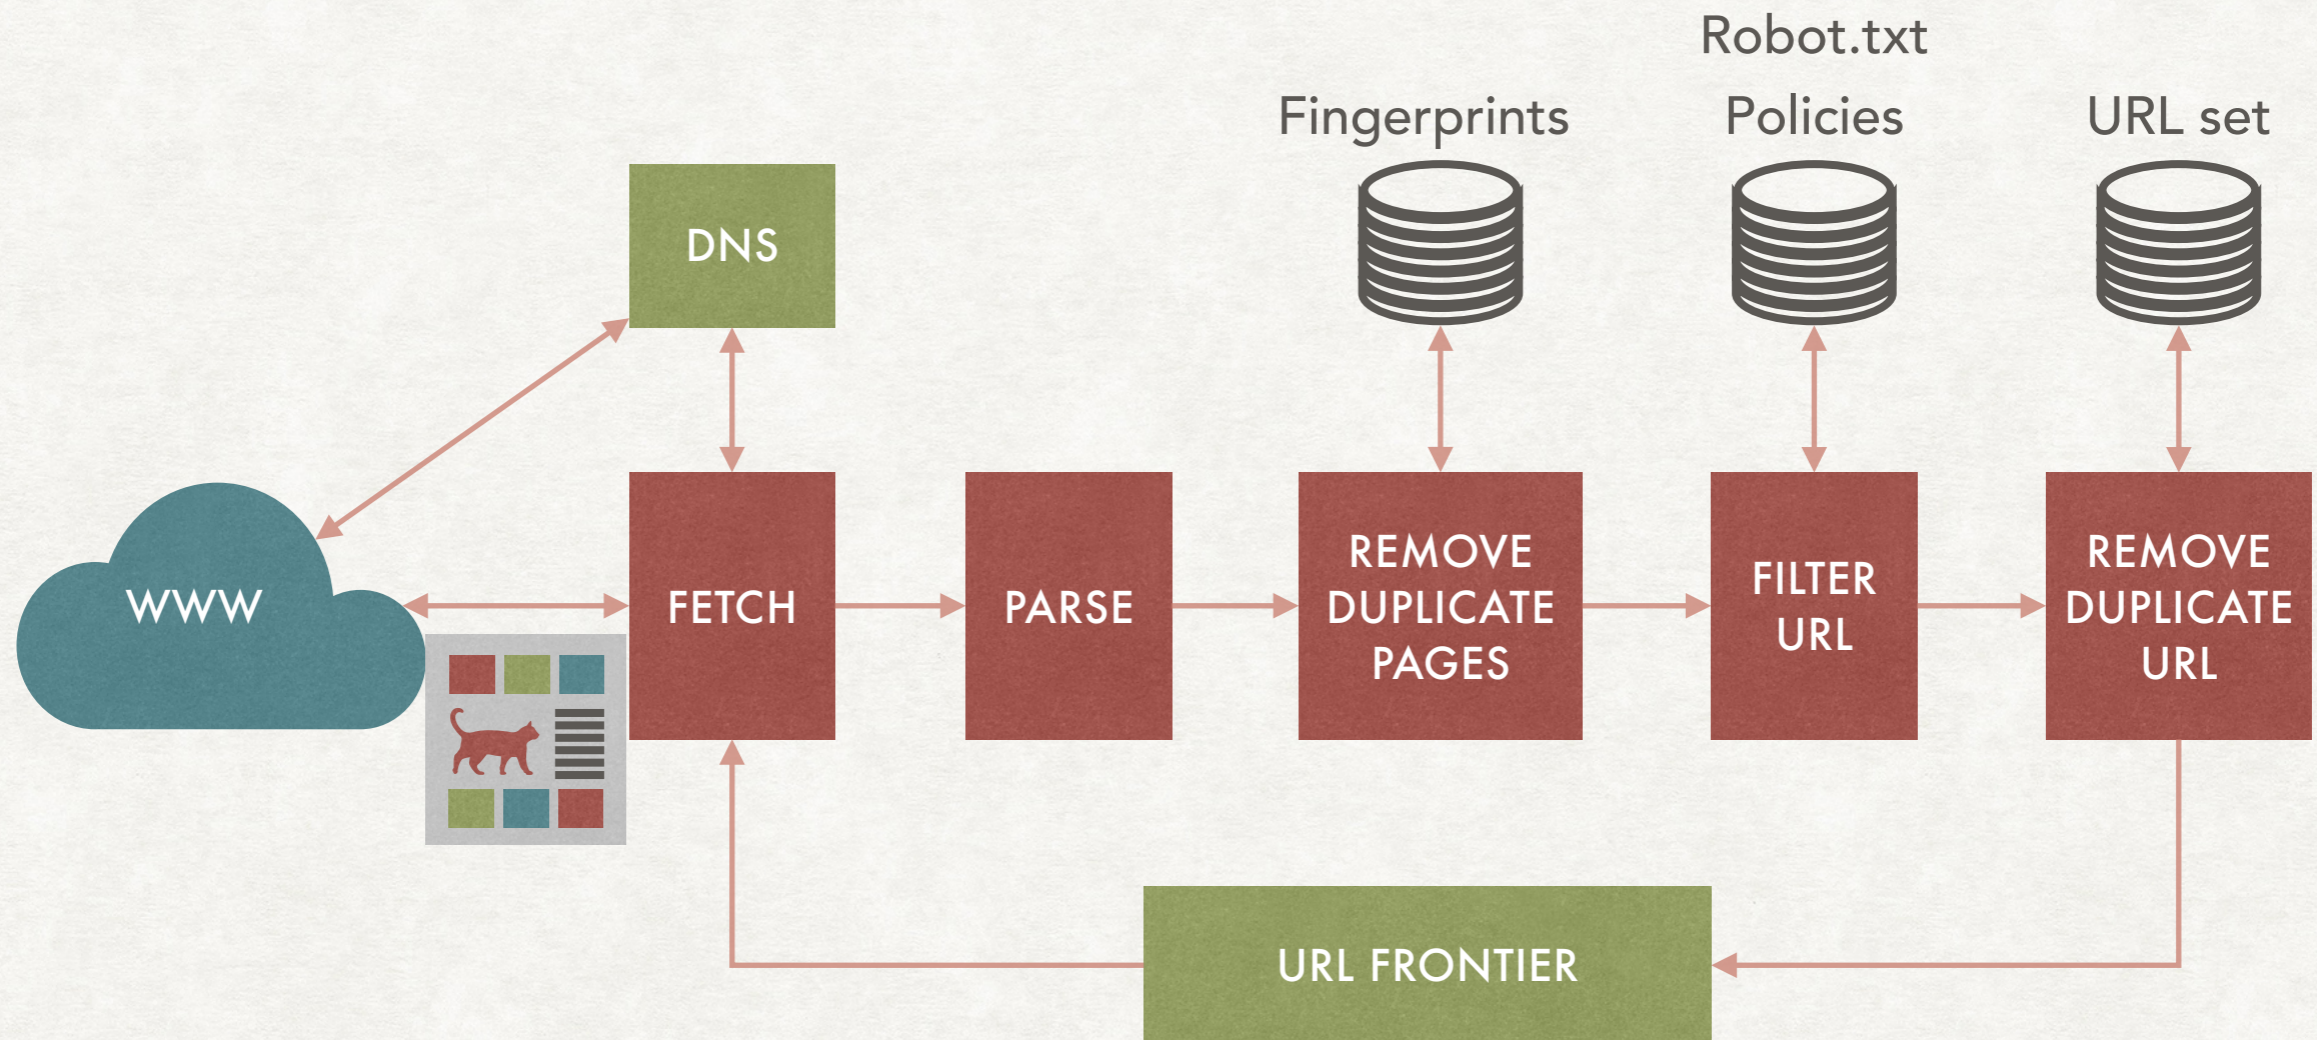 Robot.txt
Fingerprints
Policies
URL set
DNS
WWW
FETCH
PARSE
REMOVE
DUPLICATE
PAGES
FILTER
URL
REMOVE
DUPLICATE
URL
URL FRONTIER